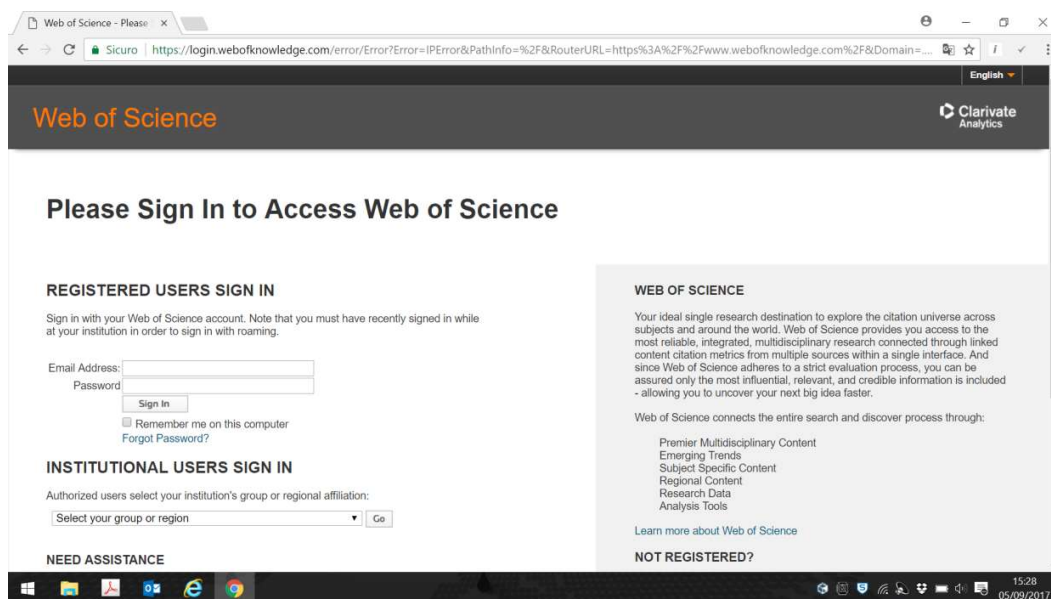 Web of Science - Please
Sicuro | https://login.webofknowledge.com/error/Error?Error=IPError&PathInfo=%2F&RouterURL=https%3A%2F%2Fwww.webofknowledge.com%2F&Domain=...
English
Web of Science
Clarivate
Analytics
Please Sign In to Access Web of Science
REGISTERED USERS SIGN IN
Sign in with your Web of Science account. Note that you must have recently signed in while
at your institution in order to sign in with roaming.
Email Address:
Password
Sign In
Remember me on this computer
Forgot Password?
INSTITUTIONAL USERS SIGN IN
Authorized users select your institution's group or regional affiliation:
Select your group or region
Go
NEED ASSISTANCE
WEB OF SCIENCE
Your ideal single research destination to explore the citation universe across
subjects and around the world. Web of Science provides you access to the
most reliable, integrated, multidisciplinary research connected through linked
content citation metrics from multiple sources within a single interface. And
since Web of Science adheres to a strict evaluation process, you can be
assured only the most influential, relevant, and credible information is included
- allowing you to uncover your next big idea faster.
Web of Science connects the entire search and discover process through:
Premier Multidisciplinary Content
Emerging Trends
Subject Specific Content
Regional Content
Research Data
Analysis Tools
Learn more about Web of Science
NOT REGISTERED?
15:28
05/09/2017